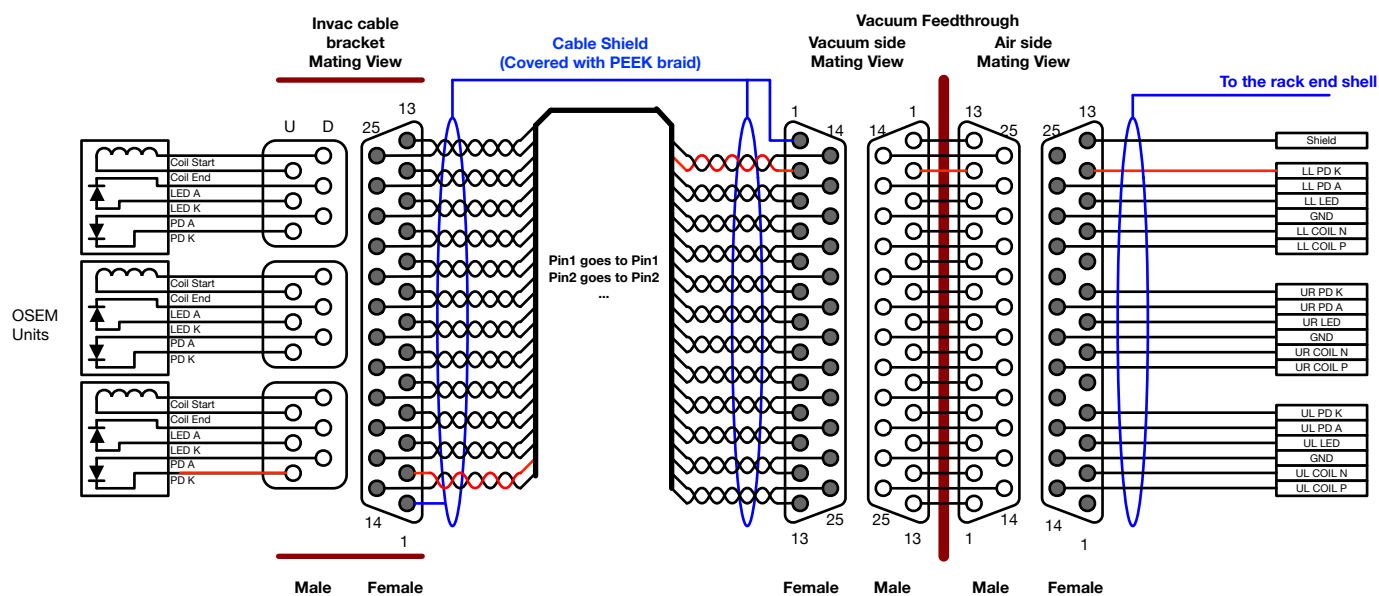 Invac cable
bracket
Mating View
Cable Shield
(Covered with PEEK braid)
Vacuum Feedthrough
Vacuum side
Mating View
Air side
Mating View
To the rack end shell
U
D
25
13
1
14
14
1
13
25
25
13
OSEM
Units
Coil Start
Coil End
LED A
LED K
PD A
PD K
Coil End
LED A
LED K
PD A
PD K
Coil Start
Coil End
LED A
LED K
PD A
PD K
Pin1 goes to Pin1
Pin2 goes to Pin2
...
Shield
LL PD K
LL PD A
LL LED
GND
LL COIL N
LL COIL P
UR PD K
UR PD A
UR LED
GND
UR COIL N
UR COIL P
UL PD K
UL PD A
UL LED
GND
UL COIL N
UL COIL P
14
1
13
25
25
13
1
14
14
1
Male
Female
Female
Male
Male
Female